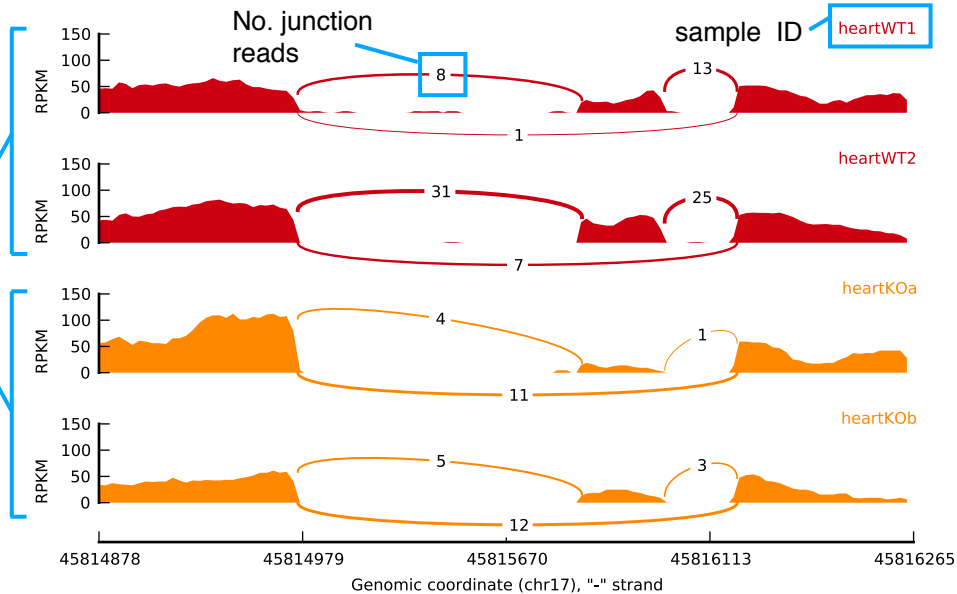 No. junction
reads
sample ID
heartWT1
150
100
50
0
RPKM
8
13
1
heartWT2
150
100
50
0
RPKM
31
25
7
heartKOa
150
100
50
0
RPKM
4
1
11
heartKOb
150
100
50
0
RPKM
5
3
12
45814878 45814979 45815670 45816113 45816265
Genomic coordinate (chr17), "-" strand